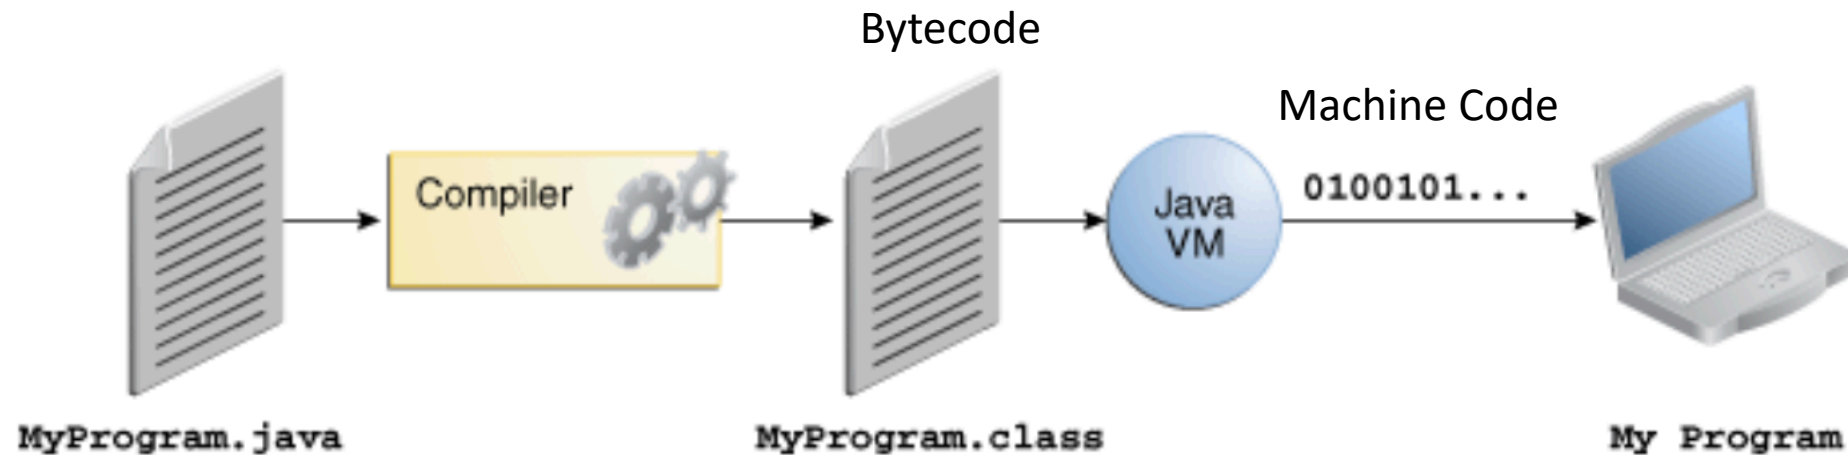 Bytecode
Machine Code
Compiler
Java
VM
0100101...
MyProgram.java
MyProgram.class
My Program